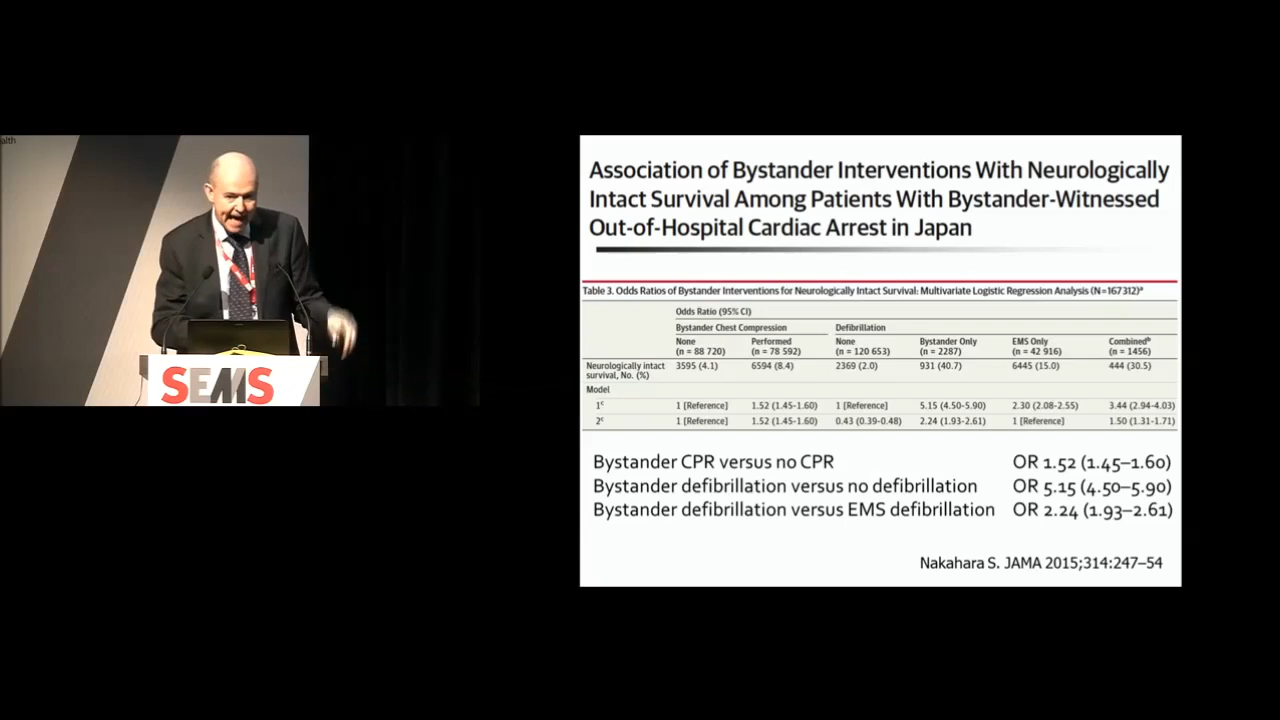 alth
SEMS
Association of Bystander Interventions With Neurologically
Intact Survival Among Patients With Bystander-Witnessed
Out-of-Hospital Cardiac Arrest in Japan
Table 3. Odds Ratios of Bystander Interventions for Neurologically Intact Survival: Multivariate Logistic Regression Analysis (N=167 312)ᵃ
Odds Ratio (95% CI)
Bystander Chest Compression Defibrillation
None Performed None Bystander Only EMS Only Combinedᵇ
(n = 88 720) (n = 78 592) (n = 120 653) (n = 2287) (n = 42 916) (n = 1456)
Neurologically intact 3595 (4.1) 6594 (8.4) 2369 (2.0) 931 (40.7) 6445 (15.0) 444 (30.5)
survival, No. (%)
Model
1ᶜ 1 [Reference] 1.52 (1.45-1.60) 1 [Reference] 5.15 (4.50-5.90) 2.30 (2.08-2.55) 3.44 (2.94-4.03)
2ᶜ 1 [Reference] 1.52 (1.45-1.60) 0.43 (0.39-0.48) 2.24 (1.93-2.61) 1 [Reference] 1.50 (1.31-1.71)
Bystander CPR versus no CPR OR 1.52 (1.45–1.60)
Bystander defibrillation versus no defibrillation OR 5.15 (4.50–5.90)
Bystander defibrillation versus EMS defibrillation OR 2.24 (1.93–2.61)
Nakahara S. JAMA 2015;314:247–54